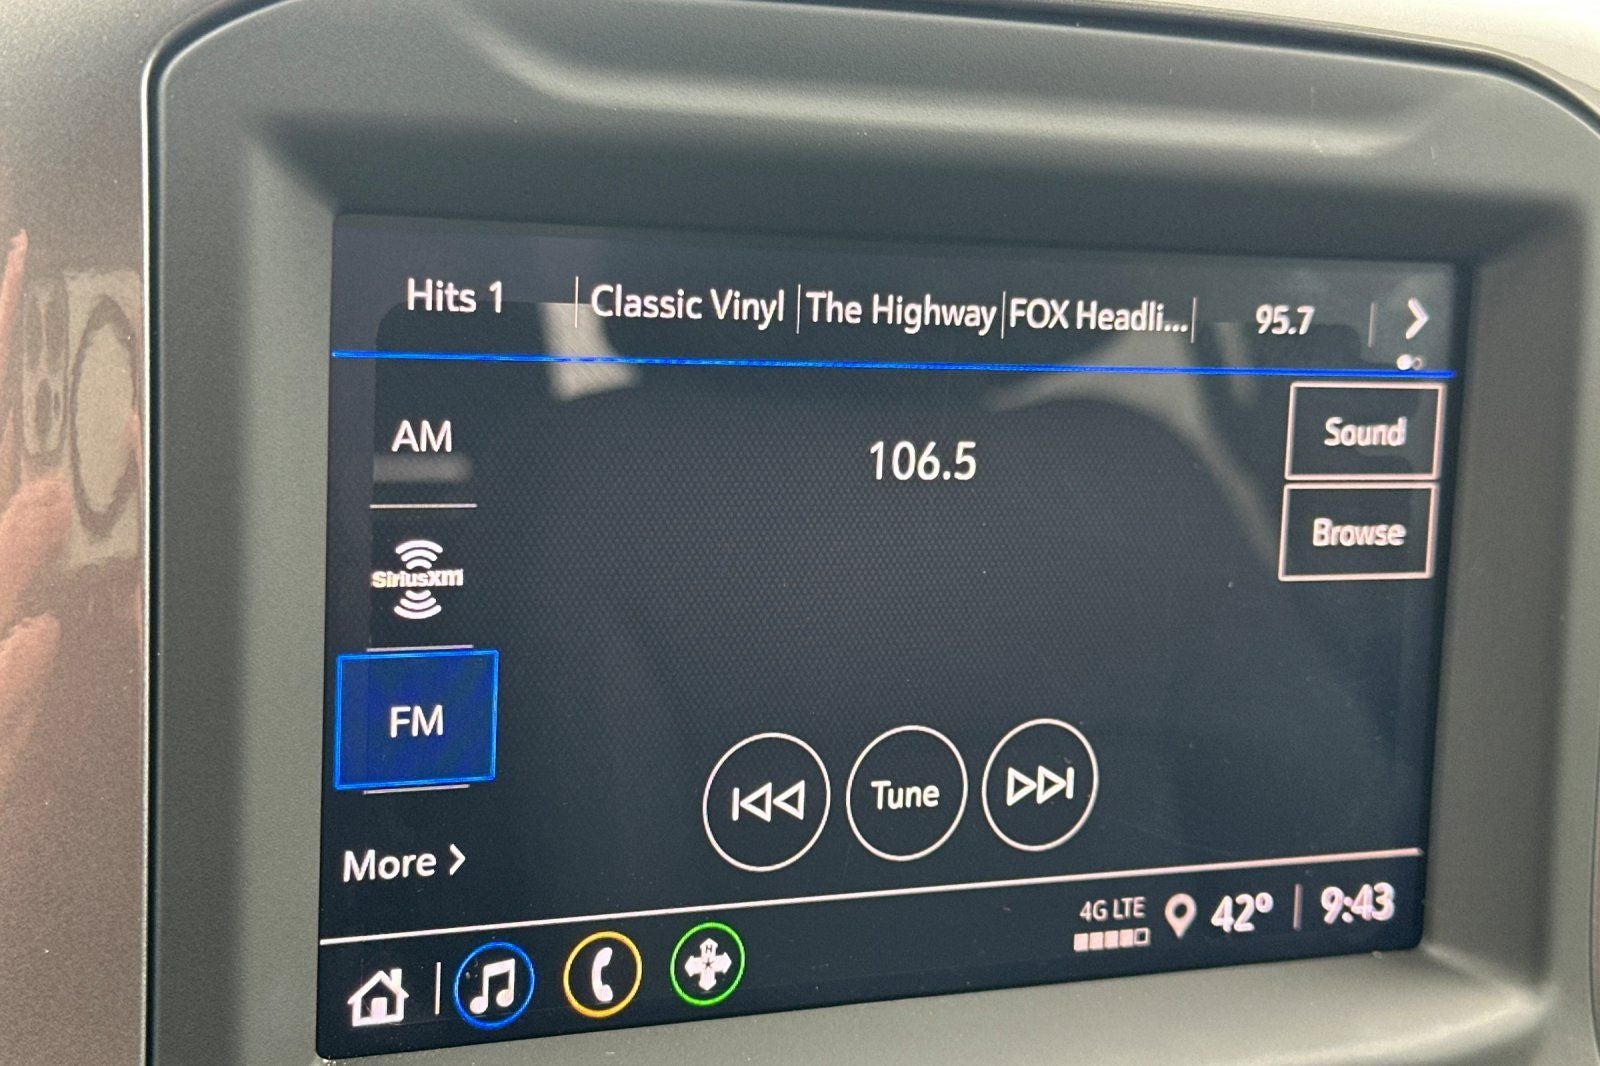 Hits 1
Classic Vinyl
The Highway
FOX Headli...
95.7
AM
106.5
Sound
SiriusXM
Browse
FM
Tune
More >
4G LTE
42°
9:43
N